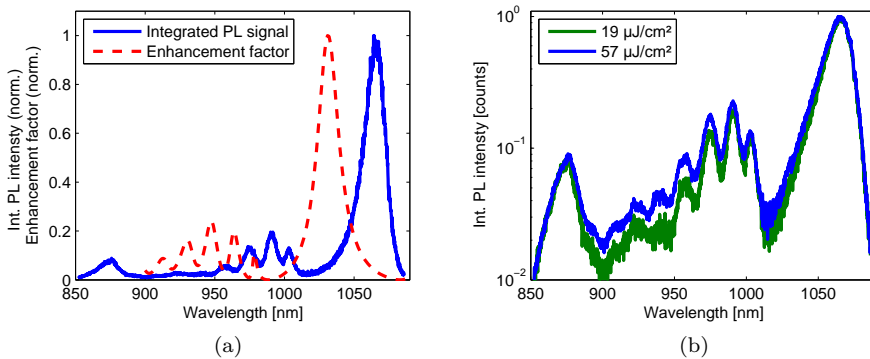 Int. PL intensty (norm.)
Enhancement factor (norm.)
1
0.8
0.6
0.4
0.2
0
Integrated PL signal
Enhancement factor
850 900 950 1000 1050
Wavelength [nm]
(a)
Int. PL intensty [counts]
10⁰
10⁻¹
10⁻²
19 µJ/cm²
57 µJ/cm²
850 900 950 1000 1050
Wavelength [nm]
(b)